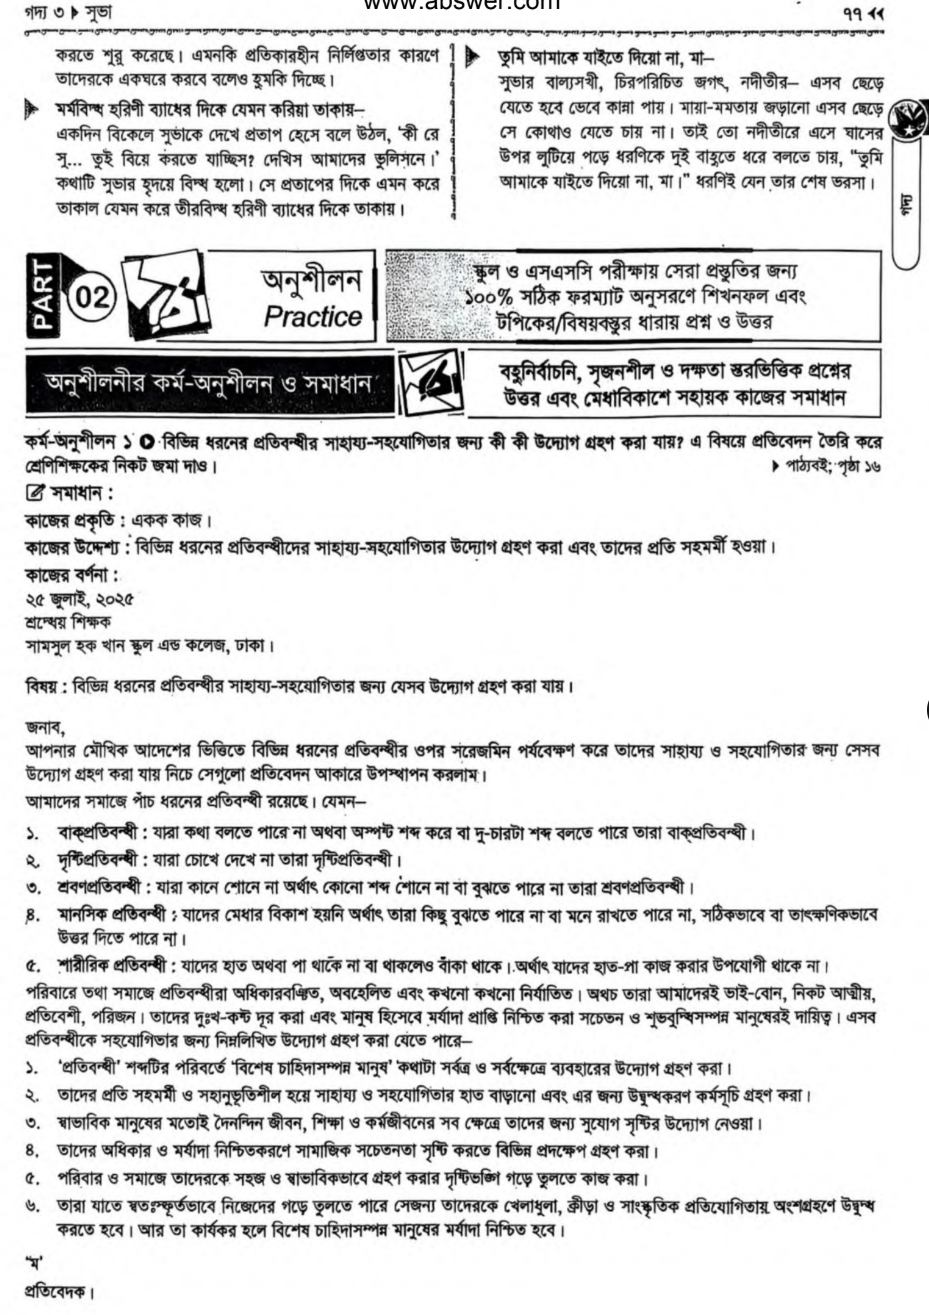 www.abswer.com
গদ্য ৩ ▶ সুভা
৭৭ ◀◀
করতে শুরু করেছে। এমনকি প্রতিকারহীন নির্লিপ্ততার কারণে
তাদেরকে একঘরে করবে বলেও হুমকি দিচ্ছে।
মর্মবিদ্ধ হরিণী ব্যাধের দিকে যেমন করিয়া তাকায়–
একদিন বিকেলে সুভাকে দেখে প্রতাপ হেসে বলে উঠল, ‘কী রে
সু... তুই বিয়ে করতে যাচ্ছিস? দেখিস আমাদের ভুলিসনে।’
কথাটি সুভার হৃদয়ে বিদ্ধ হলো। সে প্রতাপের দিকে এমন করে
তাকাল যেমন করে তীরবিদ্ধ হরিণী ব্যাধের দিকে তাকায়।
তুমি আমাকে যাইতে দিয়ো না, মা–
সুভার বাল্যসখী, চিরপরিচিত জগৎ, নদীতীর– এসব ছেড়ে
যেতে হবে ভেবে কান্না পায়। মায়া-মমতায় জড়ানো এসব ছেড়ে
সে কোথাও যেতে চায় না। তাই তো নদীতীরে এসে ঘাসের
উপর লুটিয়ে পড়ে ধরণিকে দুই বাহুতে ধরে বলতে চায়, “তুমি
আমাকে যাইতে দিয়ো না, মা।” ধরণিই যেন তার শেষ ভরসা।
গদ্য
PART
02
অনুশীলন
Practice
স্কুল ও এসএসসি পরীক্ষায় সেরা প্রস্তুতির জন্য
১০০% সঠিক ফরম্যাট অনুসরণে শিখনফল এবং
টপিকের/বিষয়বস্তুর ধারায় প্রশ্ন ও উত্তর
অনুশীলনীর কর্ম-অনুশীলন ও সমাধান
বহুনির্বাচনি, সৃজনশীল ও দক্ষতা স্তরভিত্তিক প্রশ্নের
উত্তর এবং মেধাবিকাশে সহায়ক কাজের সমাধান
কর্ম-অনুশীলন ১ বিভিন্ন ধরনের প্রতিবন্ধীর সাহায্য-সহযোগিতার জন্য কী কী উদ্যোগ গ্রহণ করা যায়? এ বিষয়ে প্রতিবেদন তৈরি করে
শ্রেণিশিক্ষকের নিকট জমা দাও।
▶ পাঠ্যবই; পৃষ্ঠা ১৬
সমাধান :
কাজের প্রকৃতি : একক কাজ।
কাজের উদ্দেশ্য : বিভিন্ন ধরনের প্রতিবন্ধীদের সাহায্য-সহযোগিতার উদ্যোগ গ্রহণ করা এবং তাদের প্রতি সহমর্মী হওয়া।
কাজের বর্ণনা :
২৫ জুলাই, ২০২৫
শ্রদ্ধেয় শিক্ষক
সামসুল হক খান স্কুল এন্ড কলেজ, ঢাকা।
বিষয় : বিভিন্ন ধরনের প্রতিবন্ধীর সাহায্য-সহযোগিতার জন্য যেসব উদ্যোগ গ্রহণ করা যায়।
জনাব,
আপনার মৌখিক আদেশের ভিত্তিতে বিভিন্ন ধরনের প্রতিবন্ধীর ওপর সরেজমিন পর্যবেক্ষণ করে তাদের সাহায্য ও সহযোগিতার জন্য সেসব
উদ্যোগ গ্রহণ করা যায় নিচে সেগুলো প্রতিবেদন আকারে উপস্থাপন করলাম।
আমাদের সমাজে পাঁচ ধরনের প্রতিবন্ধী রয়েছে। যেমন–
১. বাক্‌প্রতিবন্ধী : যারা কথা বলতে পারে না অথবা অস্পষ্ট শব্দ করে বা দু-চারটা শব্দ বলতে পারে তারা বাক্‌প্রতিবন্ধী।
২. দৃষ্টিপ্রতিবন্ধী : যারা চোখে দেখে না তারা দৃষ্টিপ্রতিবন্ধী।
৩. শ্রবণপ্রতিবন্ধী : যারা কানে শোনে না অর্থাৎ কোনো শব্দ শোনে না বা বুঝতে পারে না তারা শ্রবণপ্রতিবন্ধী।
৪. মানসিক প্রতিবন্ধী : যাদের মেধার বিকাশ হয়নি অর্থাৎ তারা কিছু বুঝতে পারে না বা মনে রাখতে পারে না, সঠিকভাবে বা তাৎক্ষণিকভাবে
উত্তর দিতে পারে না।
৫. শারীরিক প্রতিবন্ধী : যাদের হাত অথবা পা থাকে না বা থাকলেও বাঁকা থাকে। অর্থাৎ যাদের হাত-পা কাজ করার উপযোগী থাকে না।
পরিবারে তথা সমাজে প্রতিবন্ধীরা অধিকারবঞ্চিত, অবহেলিত এবং কখনো কখনো নির্যাতিত। অথচ তারা আমাদেরই ভাই-বোন, নিকট আত্মীয়,
প্রতিবেশী, পরিজন। তাদের দুঃখ-কষ্ট দূর করা এবং মানুষ হিসেবে মর্যাদা প্রাপ্তি নিশ্চিত করা সচেতন ও শুভবুদ্ধিসম্পন্ন মানুষেরই দায়িত্ব। এসব
প্রতিবন্ধীকে সহযোগিতার জন্য নিম্নলিখিত উদ্যোগ গ্রহণ করা যেতে পারে–
১. ‘প্রতিবন্ধী’ শব্দটির পরিবর্তে ‘বিশেষ চাহিদাসম্পন্ন মানুষ’ কথাটা সর্বত্র ও সর্বক্ষেত্রে ব্যবহারের উদ্যোগ গ্রহণ করা।
২. তাদের প্রতি সহমর্মী ও সহানুভূতিশীল হয়ে সাহায্য ও সহযোগিতার হাত বাড়ানো এবং এর জন্য উদ্বুদ্ধকরণ কর্মসূচি গ্রহণ করা।
৩. স্বাভাবিক মানুষের মতোই দৈনন্দিন জীবন, শিক্ষা ও কর্মজীবনের সব ক্ষেত্রে তাদের জন্য সুযোগ সৃষ্টির উদ্যোগ নেওয়া।
৪. তাদের অধিকার ও মর্যাদা নিশ্চিতকরণে সামাজিক সচেতনতা সৃষ্টি করতে বিভিন্ন প্রদক্ষেপ গ্রহণ করা।
৫. পরিবার ও সমাজে তাদেরকে সহজ ও স্বাভাবিকভাবে গ্রহণ করার দৃষ্টিভঙ্গি গড়ে তুলতে কাজ করা।
৬. তারা যাতে স্বতঃস্ফূর্তভাবে নিজেদের গড়ে তুলতে পারে সেজন্য তাদেরকে খেলাধুলা, ক্রীড়া ও সাংস্কৃতিক প্রতিযোগিতায় অংশগ্রহণে উদ্বুদ্ধ
করতে হবে। আর তা কার্যকর হলে বিশেষ চাহিদাসম্পন্ন মানুষের মর্যাদা নিশ্চিত হবে।
“ম’
প্রতিবেদক।